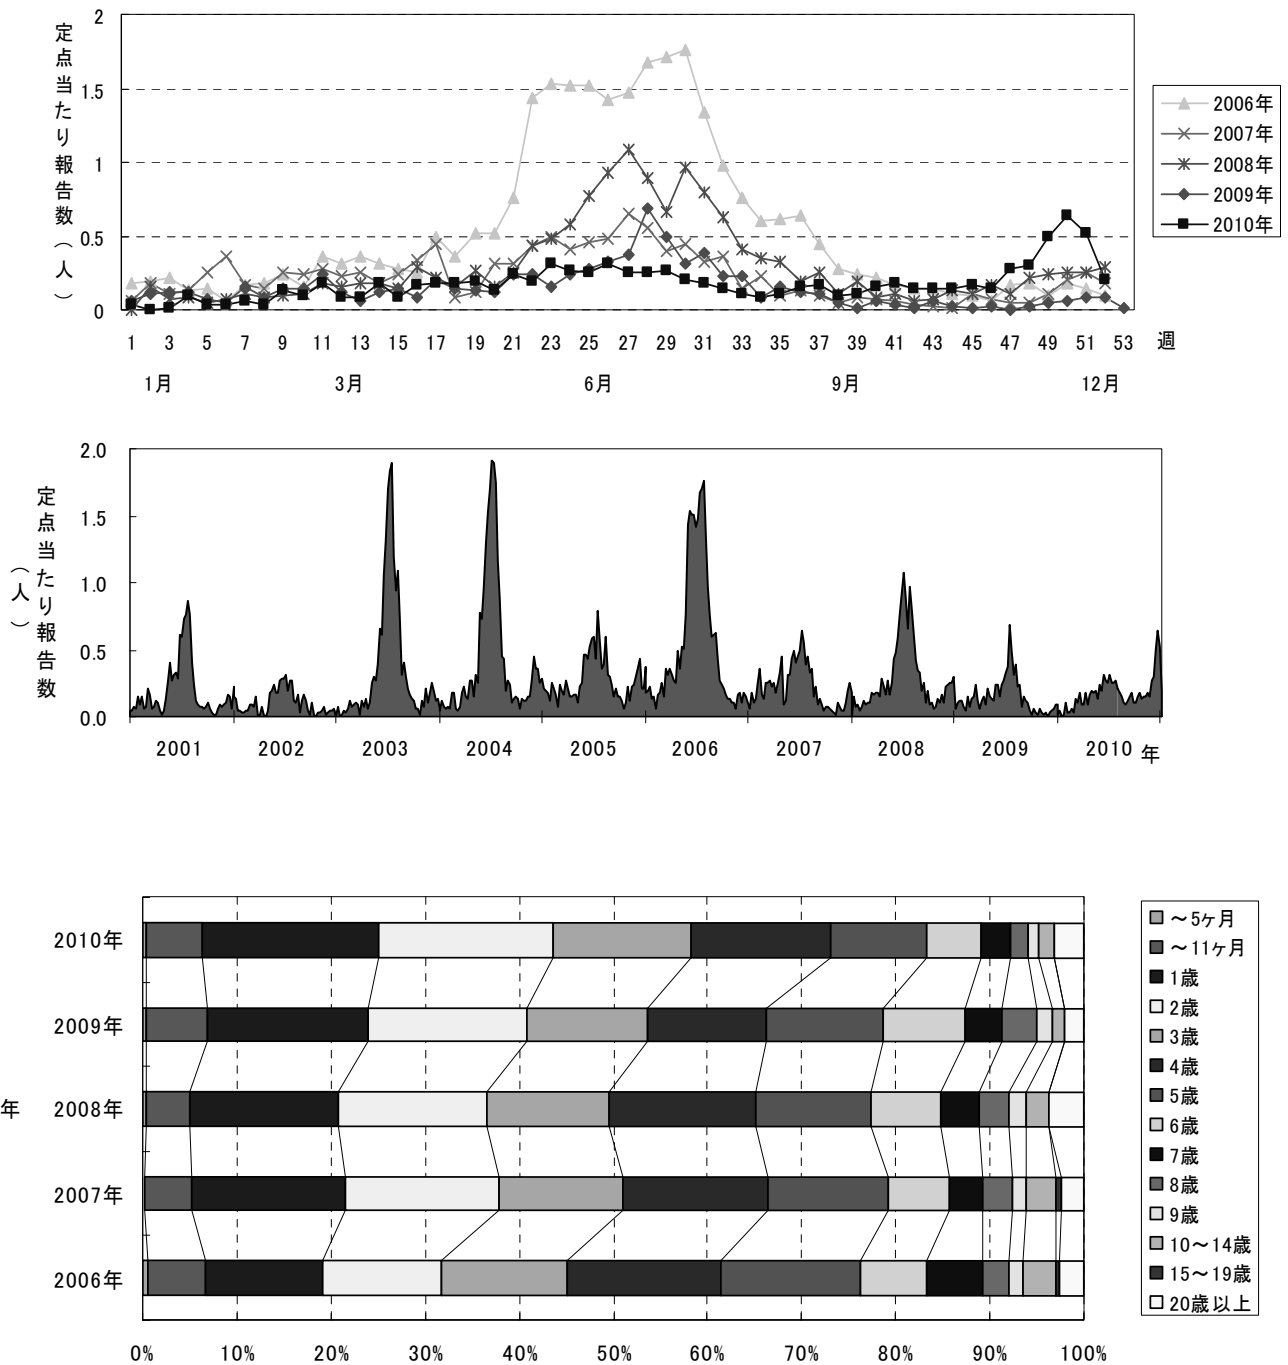 定点当たり報告数（人）
2
1.5
1
0.5
0
1 3 5 7 9 11 13 15 17 19 21 23 25 27 29 31 33 35 37 39 41 43 45 47 49 51 53 週
1月 3月 6月 9月 12月
2006年
2007年
2008年
2009年
2010年
定点当たり報告数
（人）
2.0
1.5
1.0
0.5
0.0
2001 2002 2003 2004 2005 2006 2007 2008 2009 2010 年
年
2010年
2009年
2008年
2007年
2006年
0% 10% 20% 30% 40% 50% 60% 70% 80% 90% 100%
～5ヶ月
～11ヶ月
1歳
2歳
3歳
4歳
5歳
6歳
7歳
8歳
9歳
10～14歳
15～19歳
20歳以上